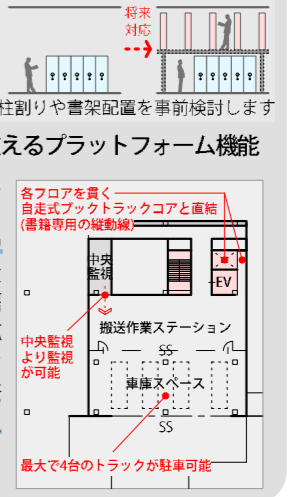 将来
対応
柱割りや書架配置を事前検討します
えるプラットフォーム機能
各フロアを貫く
自走式ブックトラックコアと直結
(書籍専用の縦動線)
中央
監視
EV
搬送作業ステーション
中央監視
より監視
が可能
SS
車庫スペース
SS
最大で4台のトラックが駐車可能